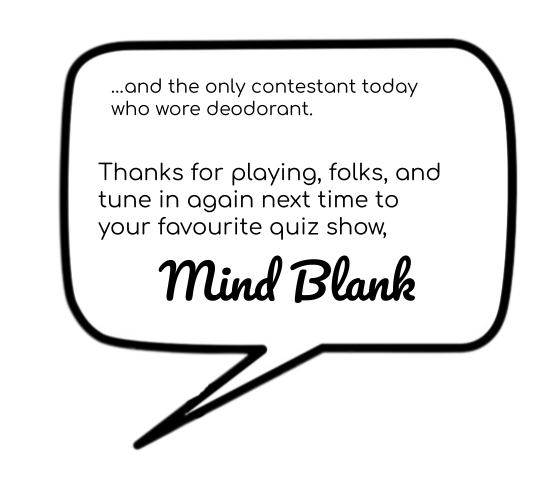 ...and the only contestant today
who wore deodorant.
Thanks for playing, folks, and
tune in again next time to
your favourite quiz show,
Mind Blank